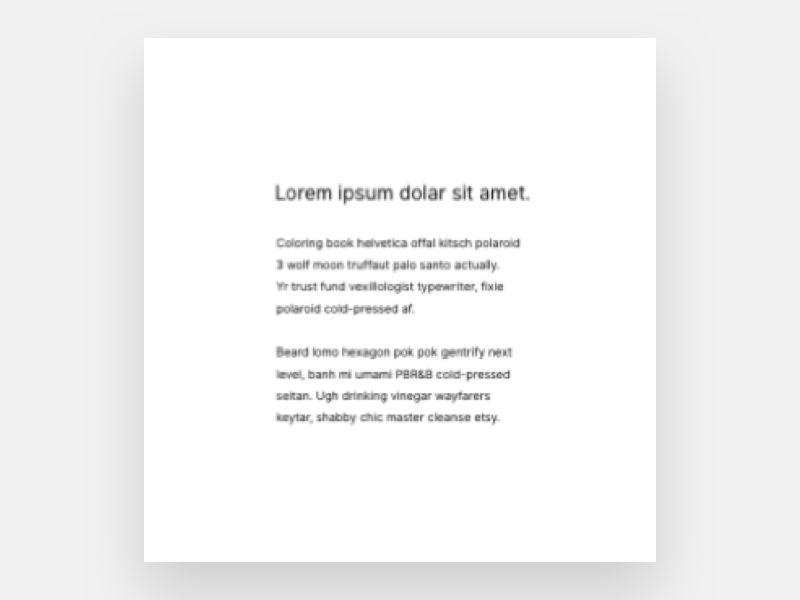 Lorem ipsum dolar sit amet.
Coloring book helvetica offal kitsch polaroid
3 wolf moon truffaut palo santo actually.
Yr trust fund vexillologist typewriter, fixie
polaroid cold-pressed af.
Beard lomo hexagon pok pok gentrify next
level, banh mi umami PBR&B cold-pressed
seitan. Ugh drinking vinegar wayfarers
keytar, shabby chic master cleanse etsy.